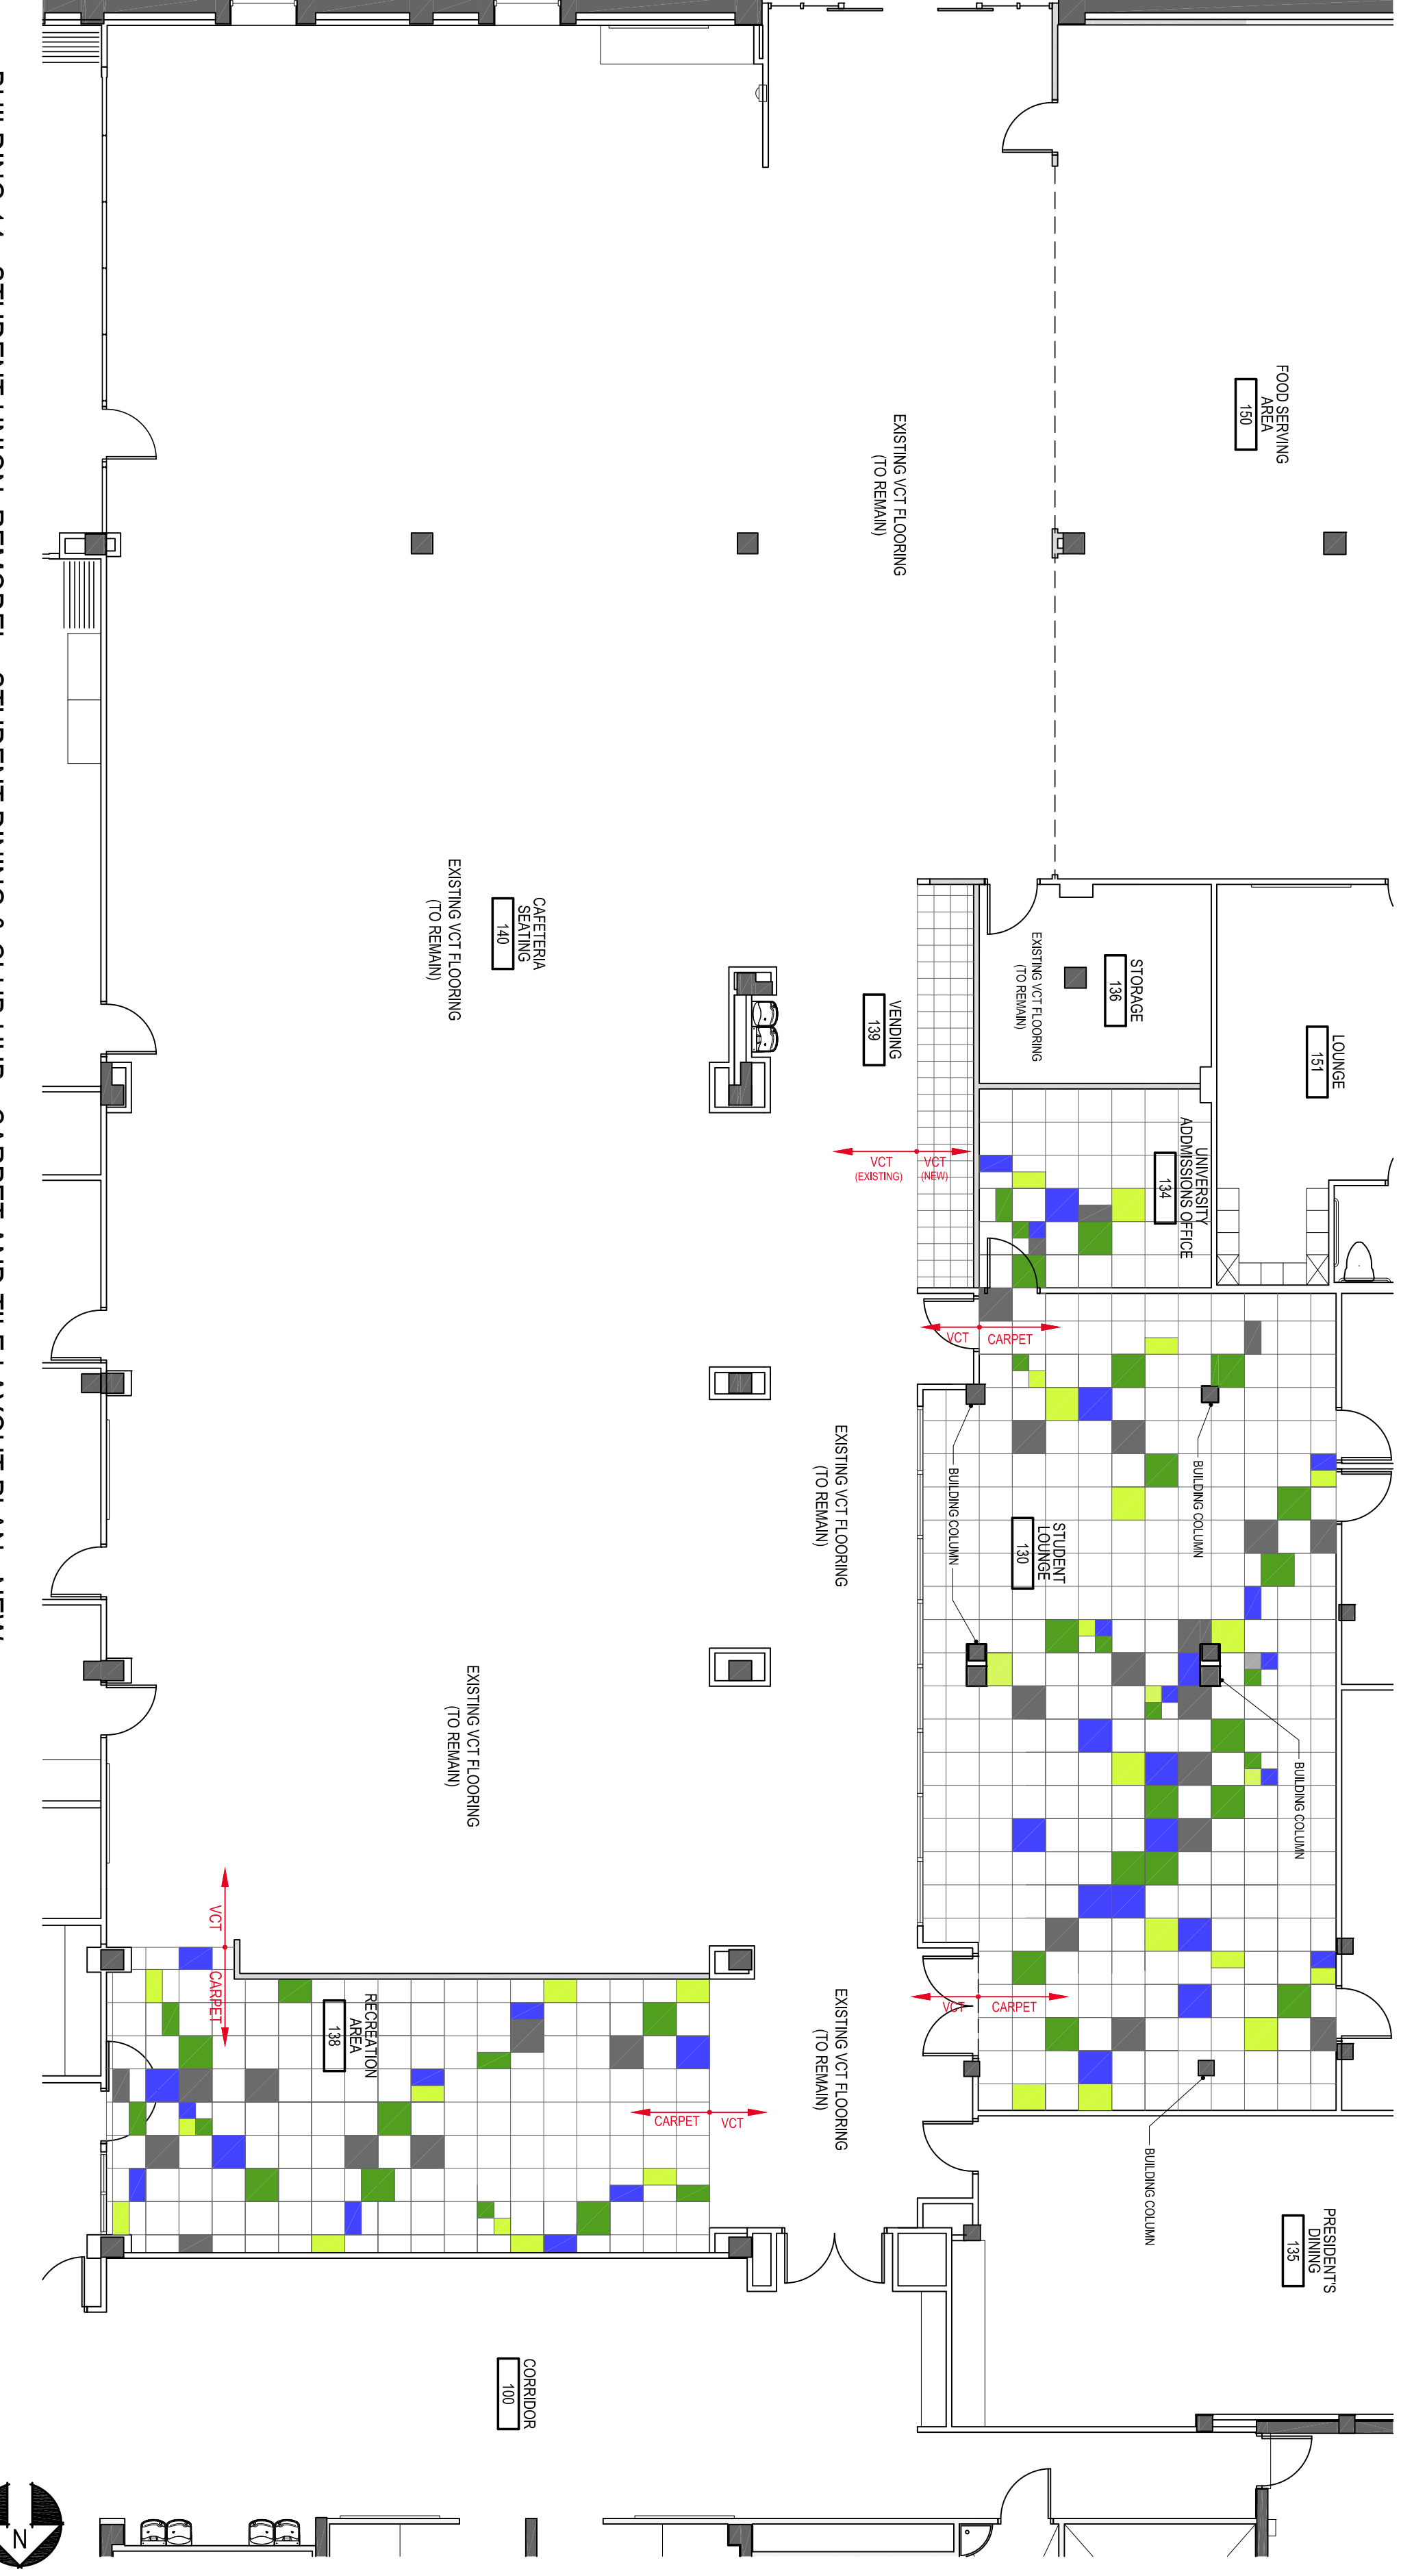 FOOD SERVING
AREA
150
EXISTING VCT FLOORING
(TO REMAIN)
CAFETERIA
SEATING
140
EXISTING VCT FLOORING
(TO REMAIN)
VENDING
139
STORAGE
136
EXISTING VCT FLOORING
(TO REMAIN)
LOUNGE
151
UNIVERSITY
ADDMISSIONS OFFICE
134
VCT
(EXISTING)
VCT
(NEW)
VCT
CARPET
BUILDING COLUMN
BUILDING COLUMN
STUDENT
LOUNGE
130
EXISTING VCT FLOORING
(TO REMAIN)
EXISTING VCT FLOORING
(TO REMAIN)
BUILDING COLUMN
VCT
CARPET
RECREATION
AREA
138
VCT
CARPET
EXISTING VCT FLOORING
(TO REMAIN)
CARPET
VCT
BUILDING COLUMN
PRESIDENT'S
DINING
135
CORRIDOR
100
N